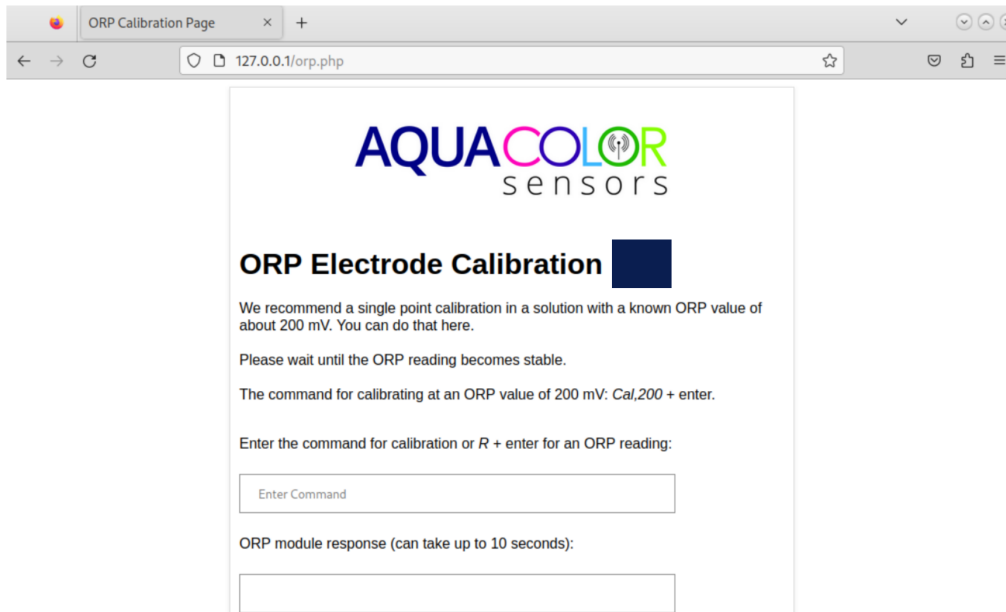 ORP Calibration Page
127.0.0.1/orp.php
AQUACOLOR
sensors
ORP Electrode Calibration
We recommend a single point calibration in a solution with a known ORP value of
about 200 mV. You can do that here.
Please wait until the ORP reading becomes stable.
The command for calibrating at an ORP value of 200 mV: Cal,200 + enter.
Enter the command for calibration or R + enter for an ORP reading:
Enter Command
ORP module response (can take up to 10 seconds):